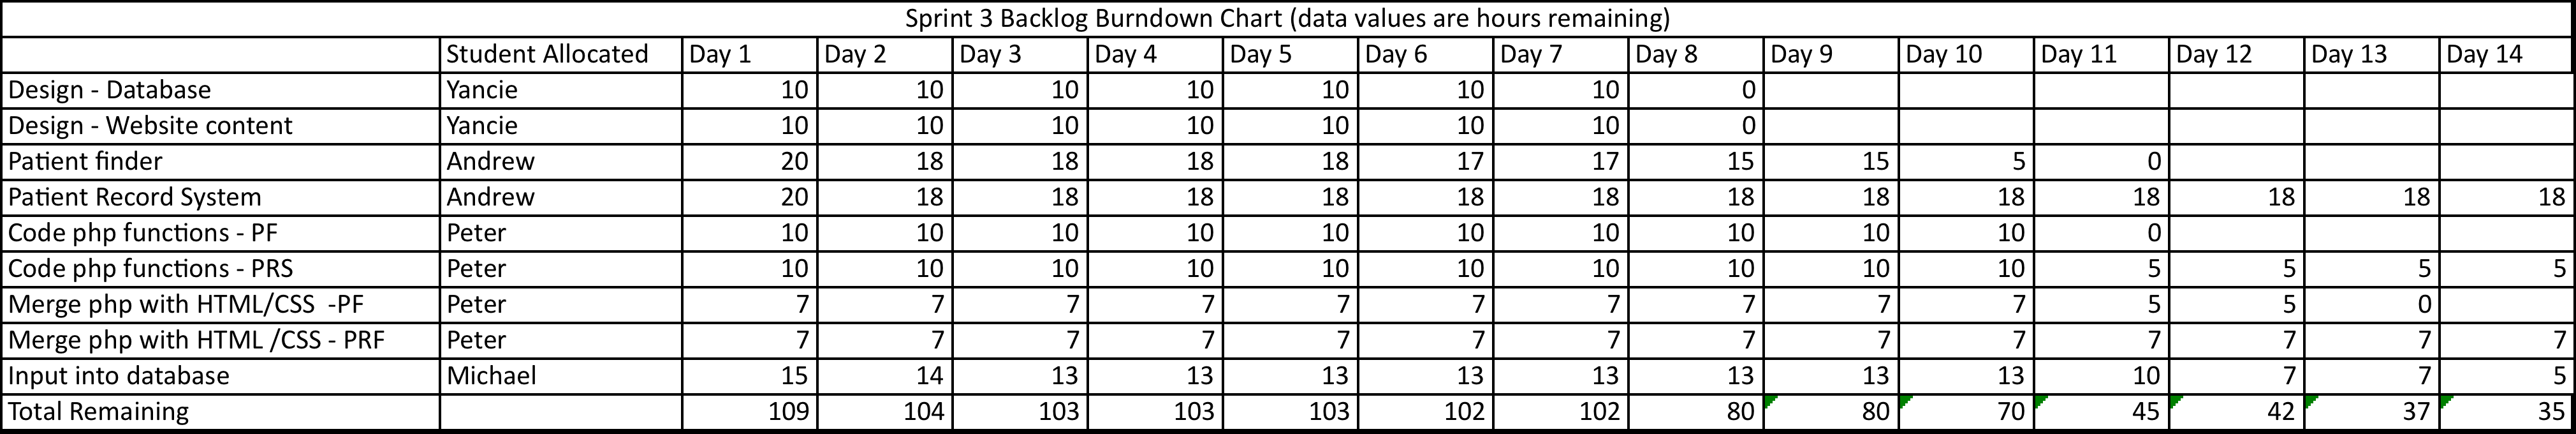 Sprint 3 Backlog Burndown Chart (data values are hours remaining)
Student Allocated Day 1 Day 2 Day 3 Day 4 Day 5 Day 6 Day 7 Day 8 Day 9 Day 10 Day 11 Day 12 Day 13 Day 14
Design - Database Yancie 10 10 10 10 10 10 10 0
Design - Website content Yancie 10 10 10 10 10 10 10 0
Patient finder Andrew 20 18 18 18 18 17 17 15 15 5 0
Patient Record System Andrew 20 18 18 18 18 18 18 18 18 18 18 18 18 18
Code php functions - PF Peter 10 10 10 10 10 10 10 10 10 10 0
Code php functions - PRS Peter 10 10 10 10 10 10 10 10 10 10 5 5 5 5
Merge php with HTML/CSS  -PF Peter 7 7 7 7 7 7 7 7 7 7 5 5 0
Merge php with HTML /CSS - PRF Peter 7 7 7 7 7 7 7 7 7 7 7 7 7 7
Input into database Michael 15 14 13 13 13 13 13 13 13 13 10 7 7 5
Total Remaining 109 104 103 103 103 102 102 80 80 70 45 42 37 35